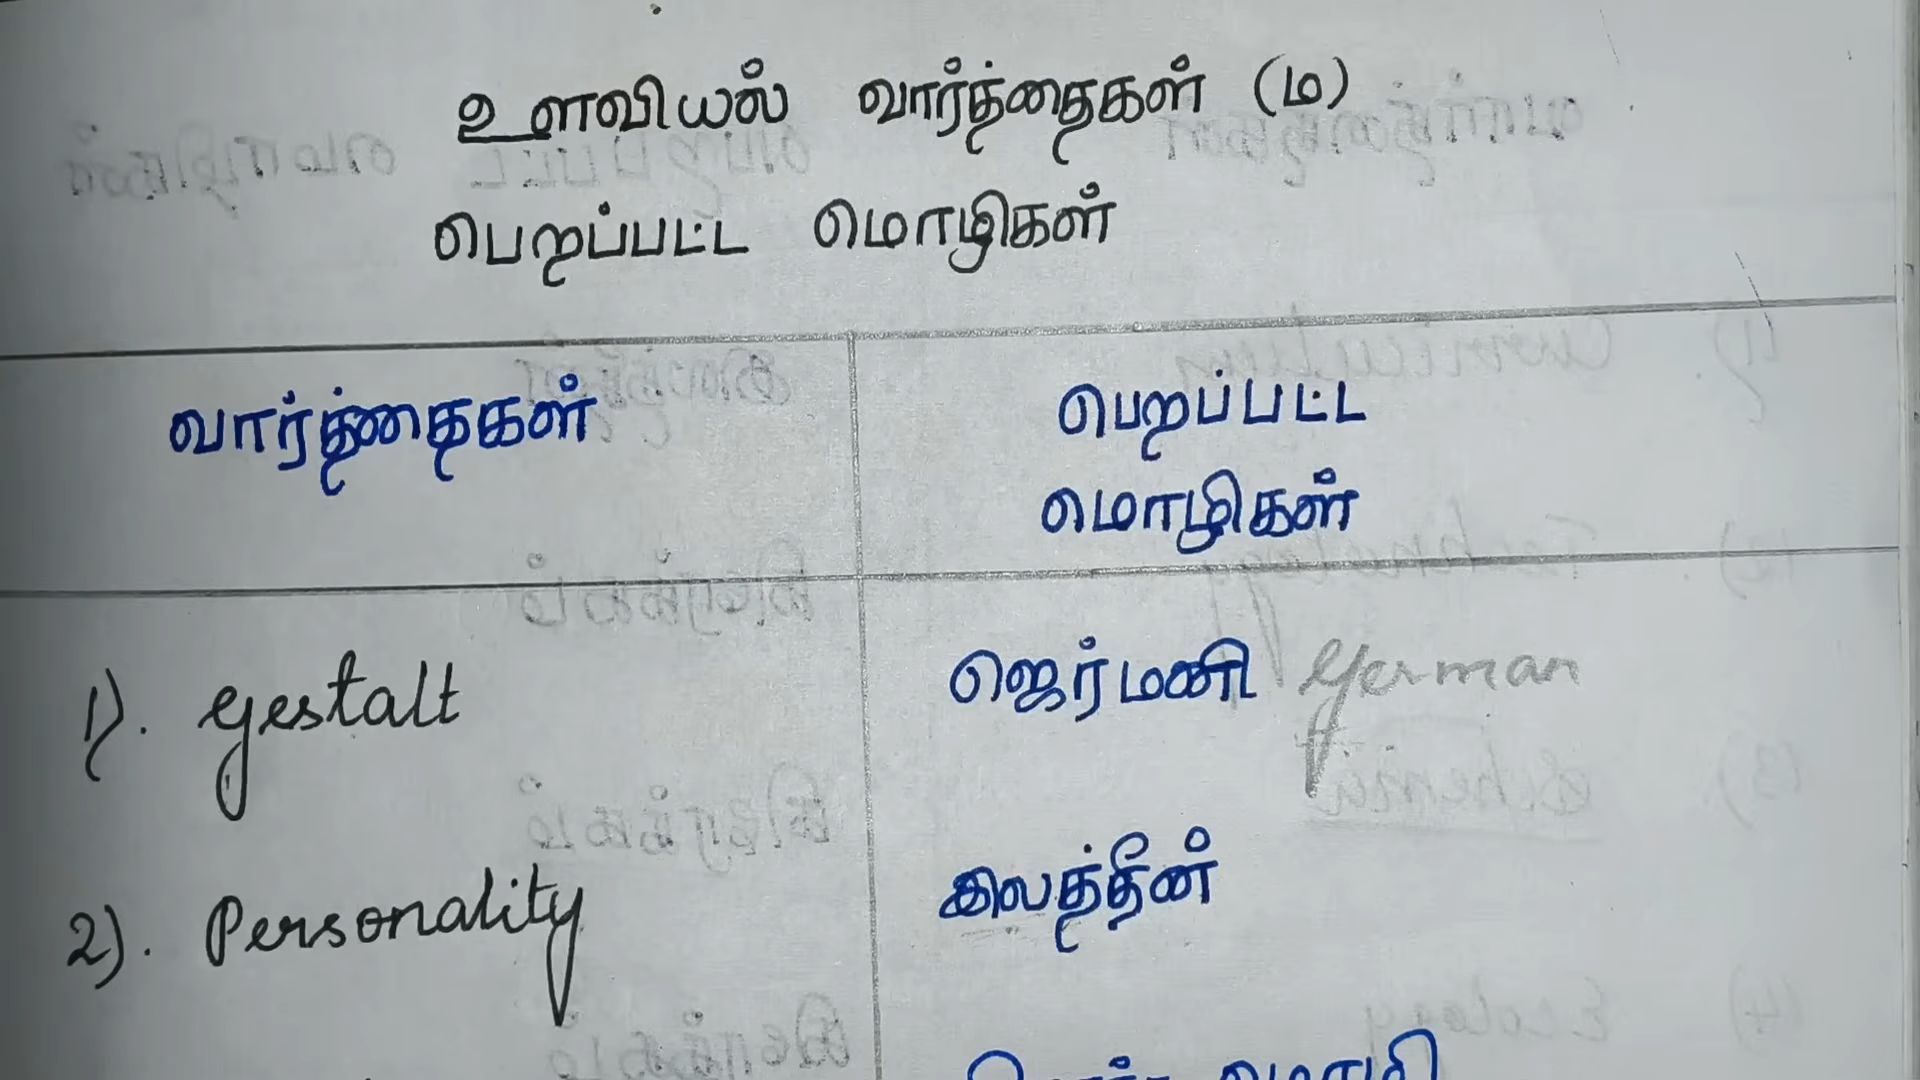 உளவியல் வார்த்தைகள் (ம)
பெறப்பட்ட மொழிகள்
வார்த்தைகள் பெறப்பட்ட
மொழிகள்
1). Gestalt ஜெர்மனி German
2). Personality இலத்தீன்